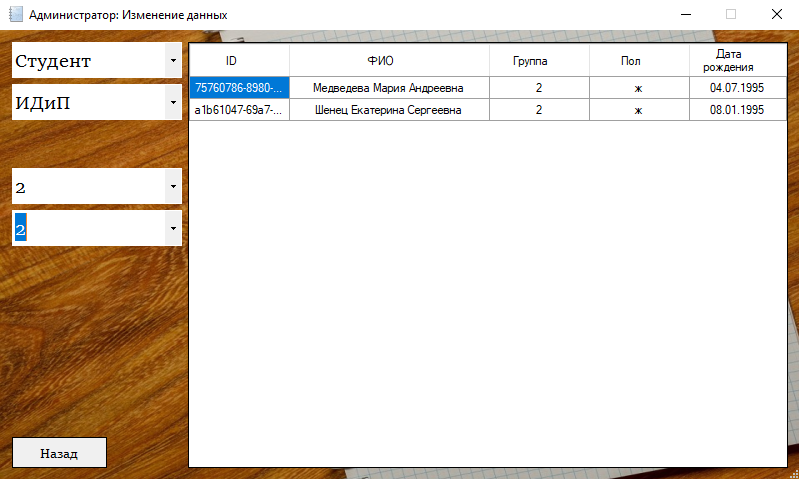 Администратор: Изменение данных
Студент
ИДиП
2
2
Назад
ID ФИО Группа Пол Дата
рождения
75760786-8980-... Медведева Мария Андреевна 2 ж 04.07.1995
a1b61047-69a7-... Шенец Екатерина Сергеевна 2 ж 08.01.1995